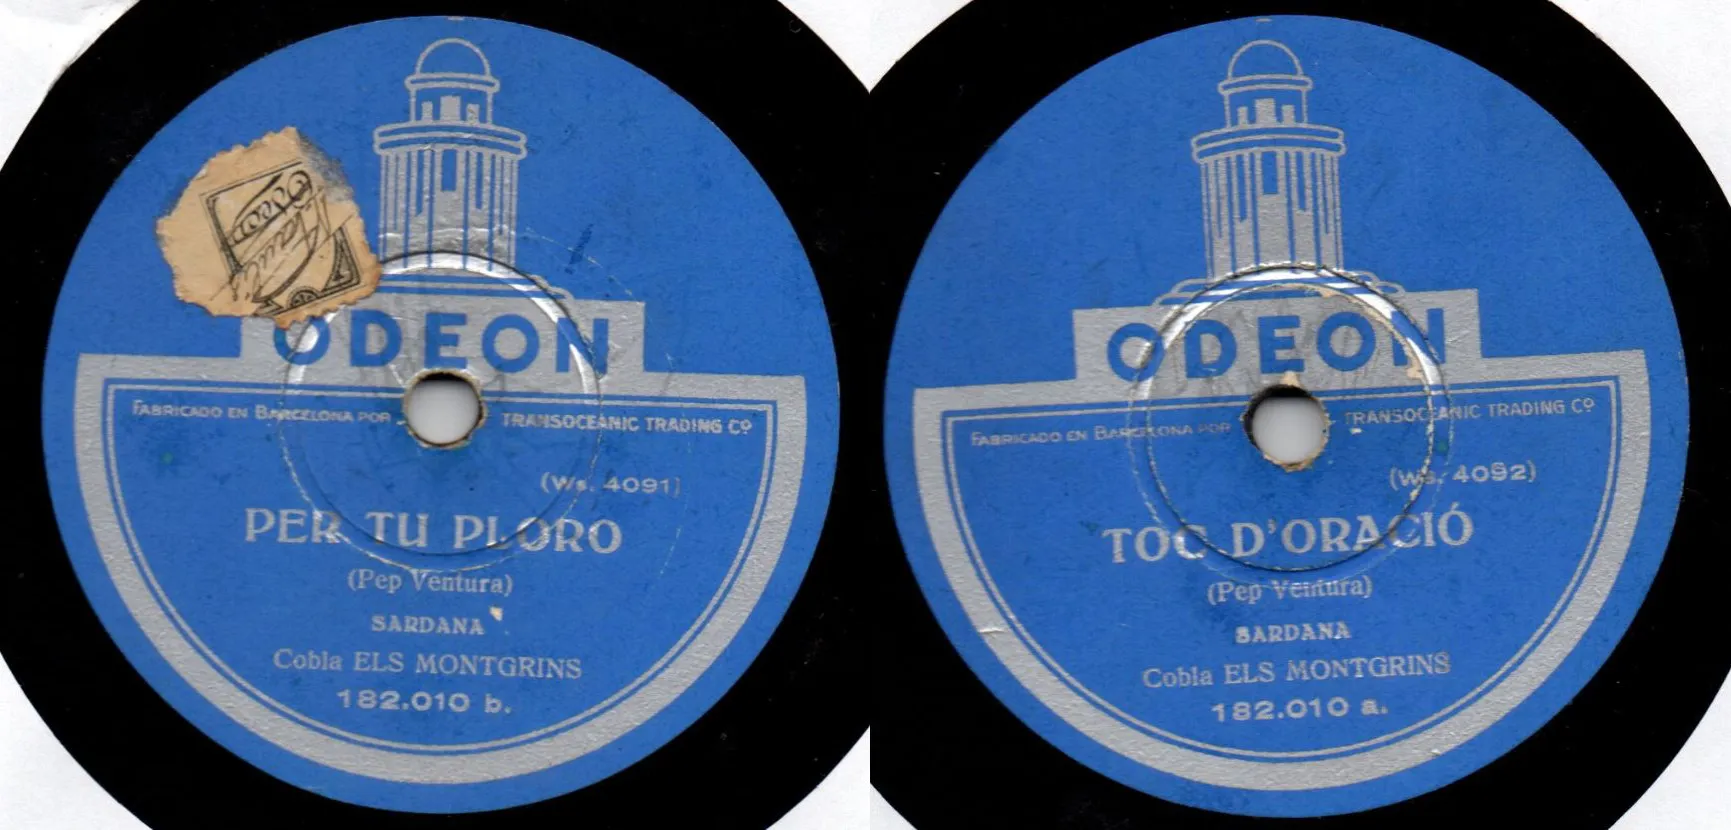 ODEON
FABRICADO EN BARCELONA POR TRANSOCEANIC TRADING Cº
(Ws. 4091)
PER TU PLORO
(Pep Ventura)
SARDANA
Cobla ELS MONTGRINS
182.010 b.
ODEON
FABRICADO EN BARCELONA POR TRANSOCEANIC TRADING Cº
(Ws. 4092)
TOC D'ORACIÓ
(Pep Ventura)
SARDANA
Cobla ELS MONTGRINS
182.010 a.